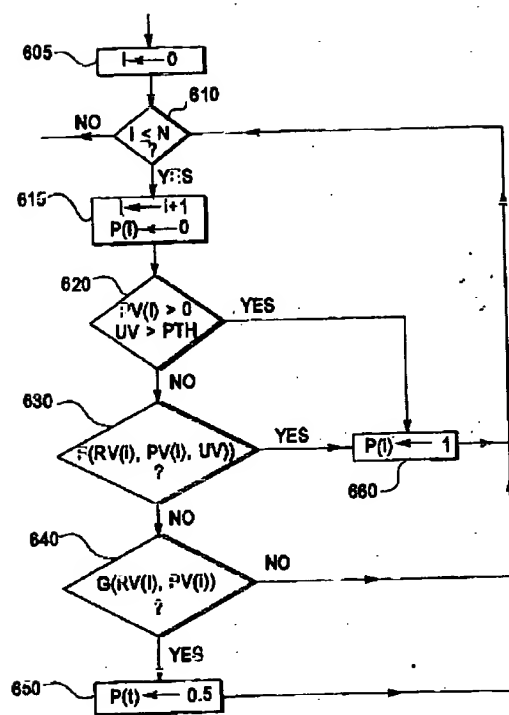 605
I ← 0
610
NO
I ≤ N
?
YES
615
I ← I+1
P(I) ← 0
620
PV(I) > 0
UV > PTH
YES
NO
630
F(RV(I), PV(I), UV))
?
YES
P(I) ← 1
660
NO
640
G(RV(I), PV(I))
?
NO
YES
650
P(t) ← 0.5